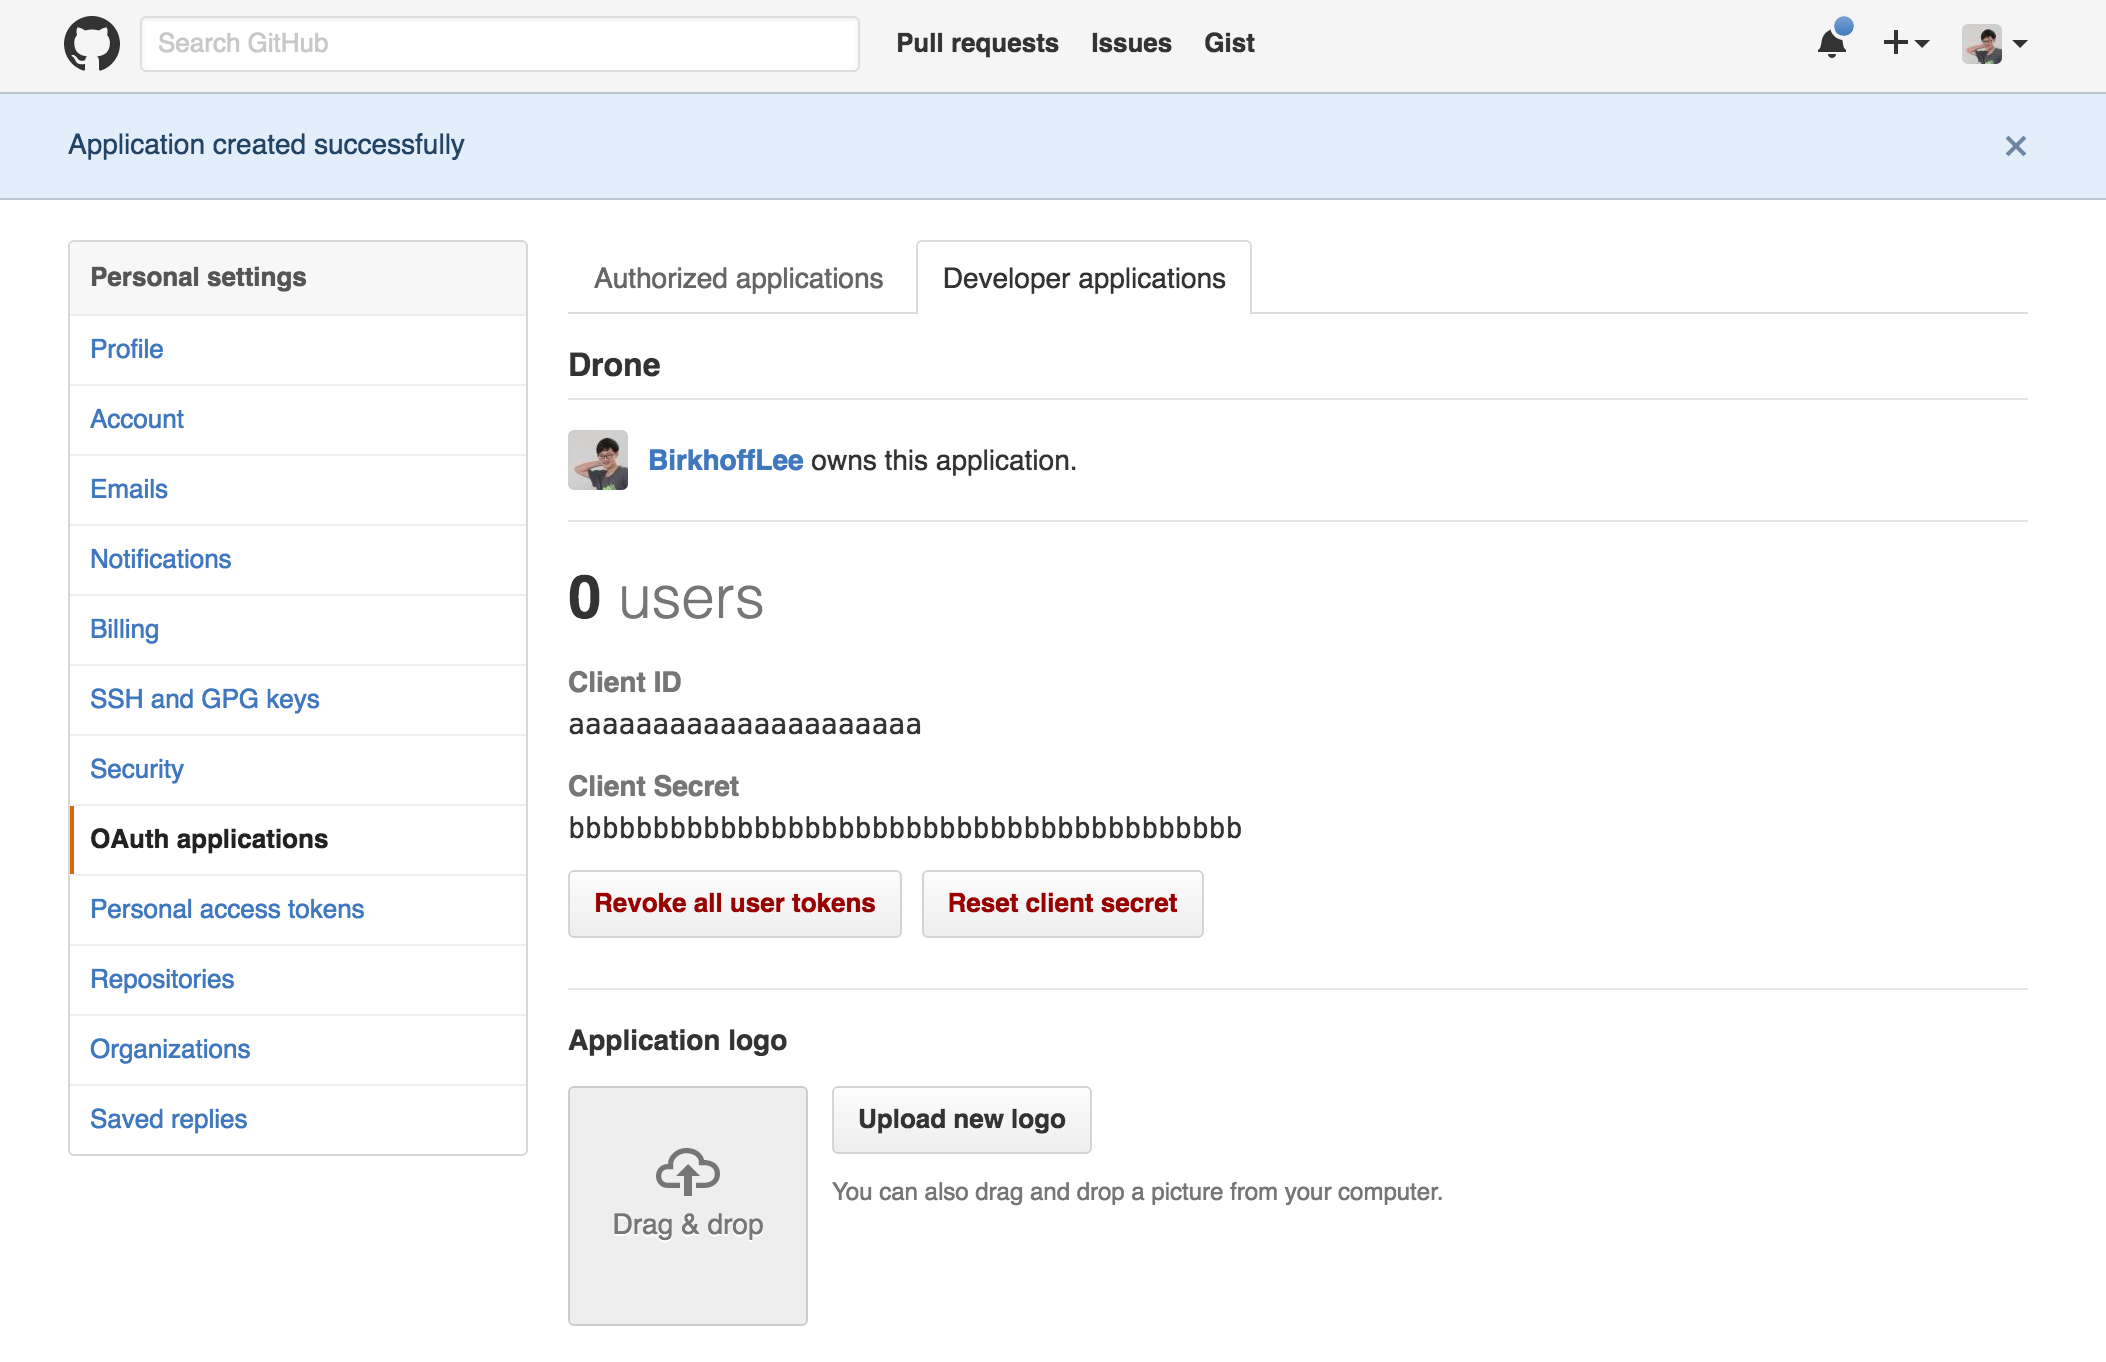 Search GitHub
Pull requests Issues Gist
Application created successfully
Personal settings
Profile
Account
Emails
Notifications
Billing
SSH and GPG keys
Security
OAuth applications
Personal access tokens
Repositories
Organizations
Saved replies
Authorized applications Developer applications
Drone
BirkhoffLee owns this application.
0 users
Client ID
aaaaaaaaaaaaaaaaaaaaa
Client Secret
bbbbbbbbbbbbbbbbbbbbbbbbbbbbbbbbbbbbbbbb
Revoke all user tokens Reset client secret
Application logo
Drag & drop
Upload new logo
You can also drag and drop a picture from your computer.